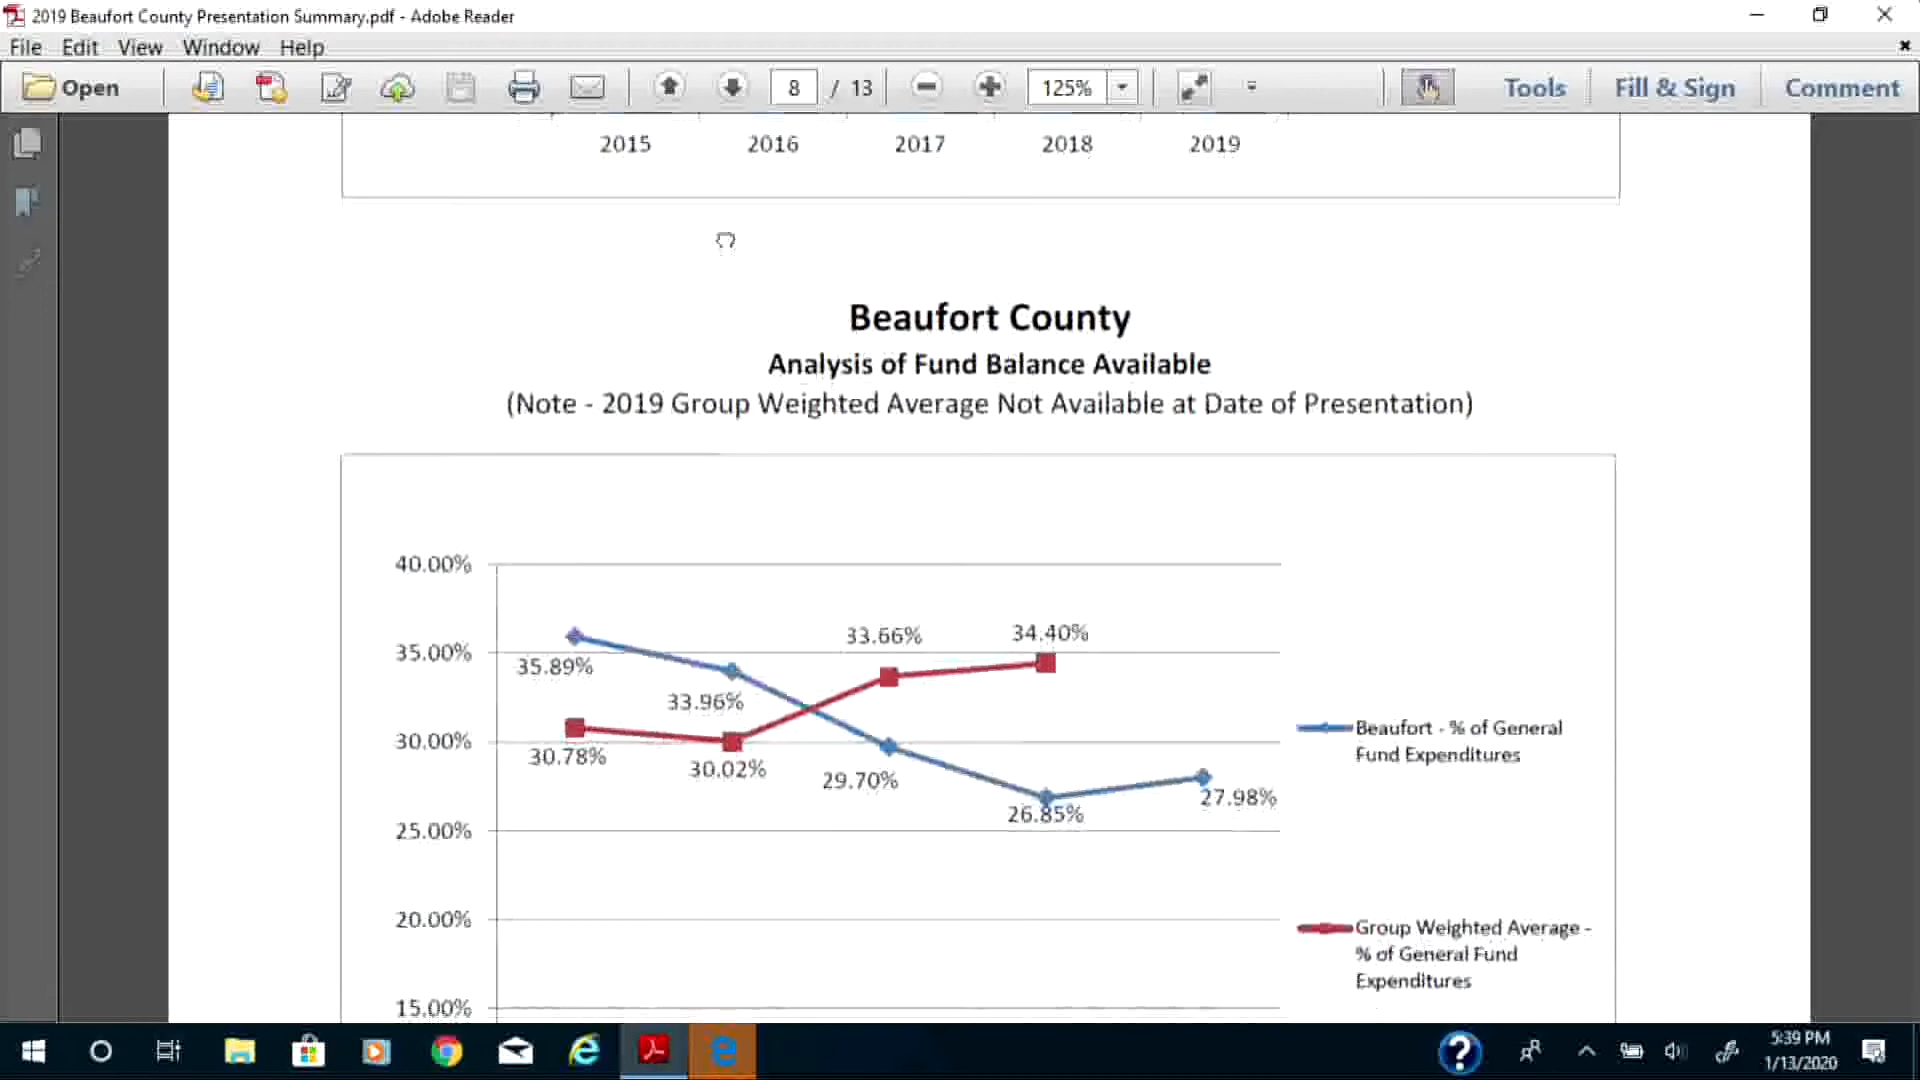 2019 Beaufort County Presentation Summary.pdf - Adobe Reader
File Edit View Window Help
Open 8 / 13 125% Tools Fill & Sign Comment
2015 2016 2017 2018 2019
Beaufort County
Analysis of Fund Balance Available
(Note - 2019 Group Weighted Average Not Available at Date of Presentation)
40.00%
33.66% 34.40%
35.00%
35.89%
33.96%
Beaufort - % of General
Fund Expenditures
30.00%
30.78%
30.02%
29.70%
27.98%
26.85%
25.00%
20.00%
Group Weighted Average -
% of General Fund
Expenditures
15.00%
5:39 PM
1/13/2020